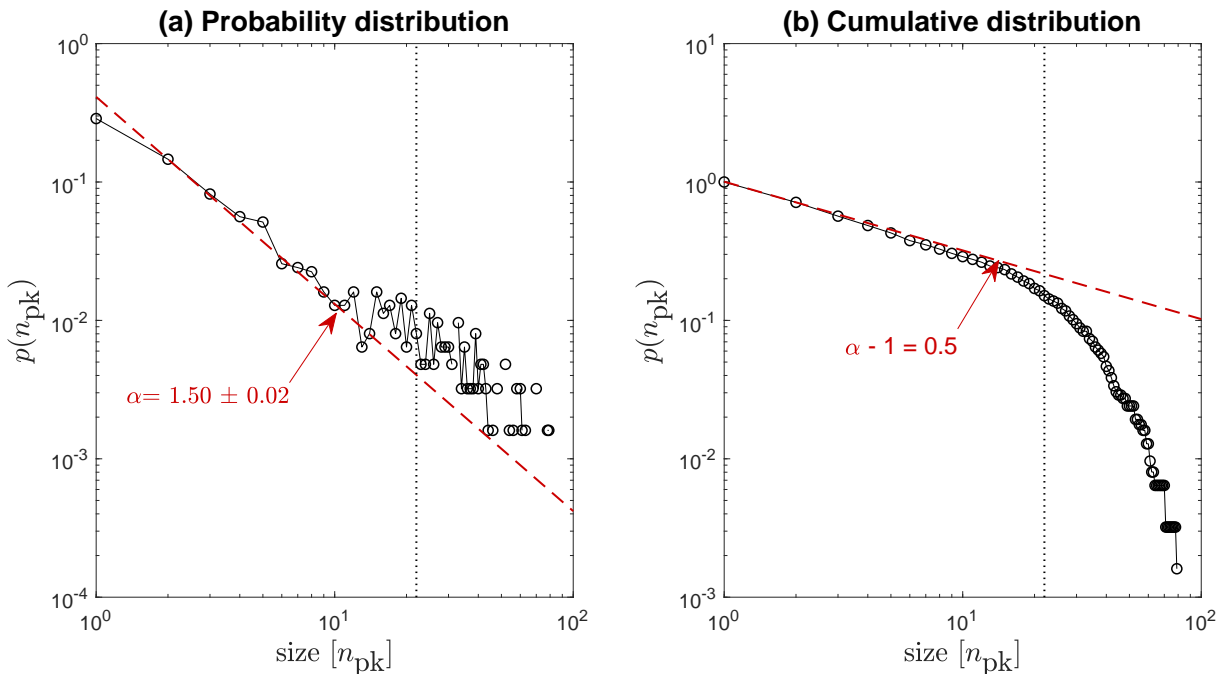 (a) Probability distribution
10^0
10^-1
10^-2
10^-3
10^-4
p(n_pk)
α= 1.50 ± 0.02
10^0
10^1
10^2
size [n_pk]
(b) Cumulative distribution
10^1
10^0
10^-1
10^-2
10^-3
p(n_pk)
α - 1 = 0.5
10^0
10^1
10^2
size [n_pk]